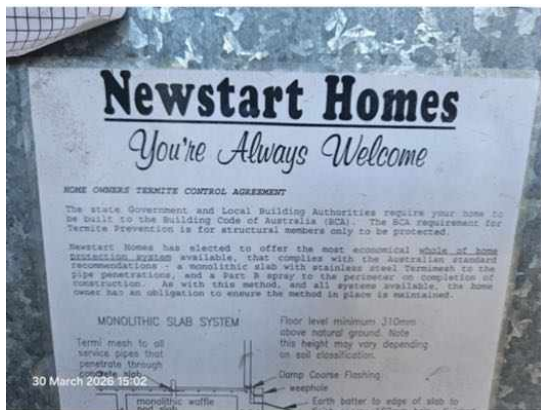 Newstart Homes
You're Always Welcome
HOME OWNERS TERMITE CONTROL AGREEMENT
The state Government and Local Building Authorities require your home to
be built to the Building Code of Australia (BCA). The BCA requirement for
Termite Prevention is for structural members only to be protected.
Newstart Homes has elected to offer the most economical whole of home
protection system available, that complies with the Australian standard
recommendations - a monolithic slab with stainless steel Termimesh to the
pipe penetrations, and a Part B spray to the perimeter on completion of
construction. As with this method, and all systems available, the home
owner has an obligation to ensure the method in place is maintained.
MONOLITHIC SLAB SYSTEM
Termi mesh to all
service pipes that
penetrate through
concrete slab
Floor level minimum 310mm
above natural ground. Note
this height may vary depending
on soil classification.
Damp Course Flashing
weephole
Earth batter to edge of slab to
monolithic waffle
pod slab
30 March 2026 15:02